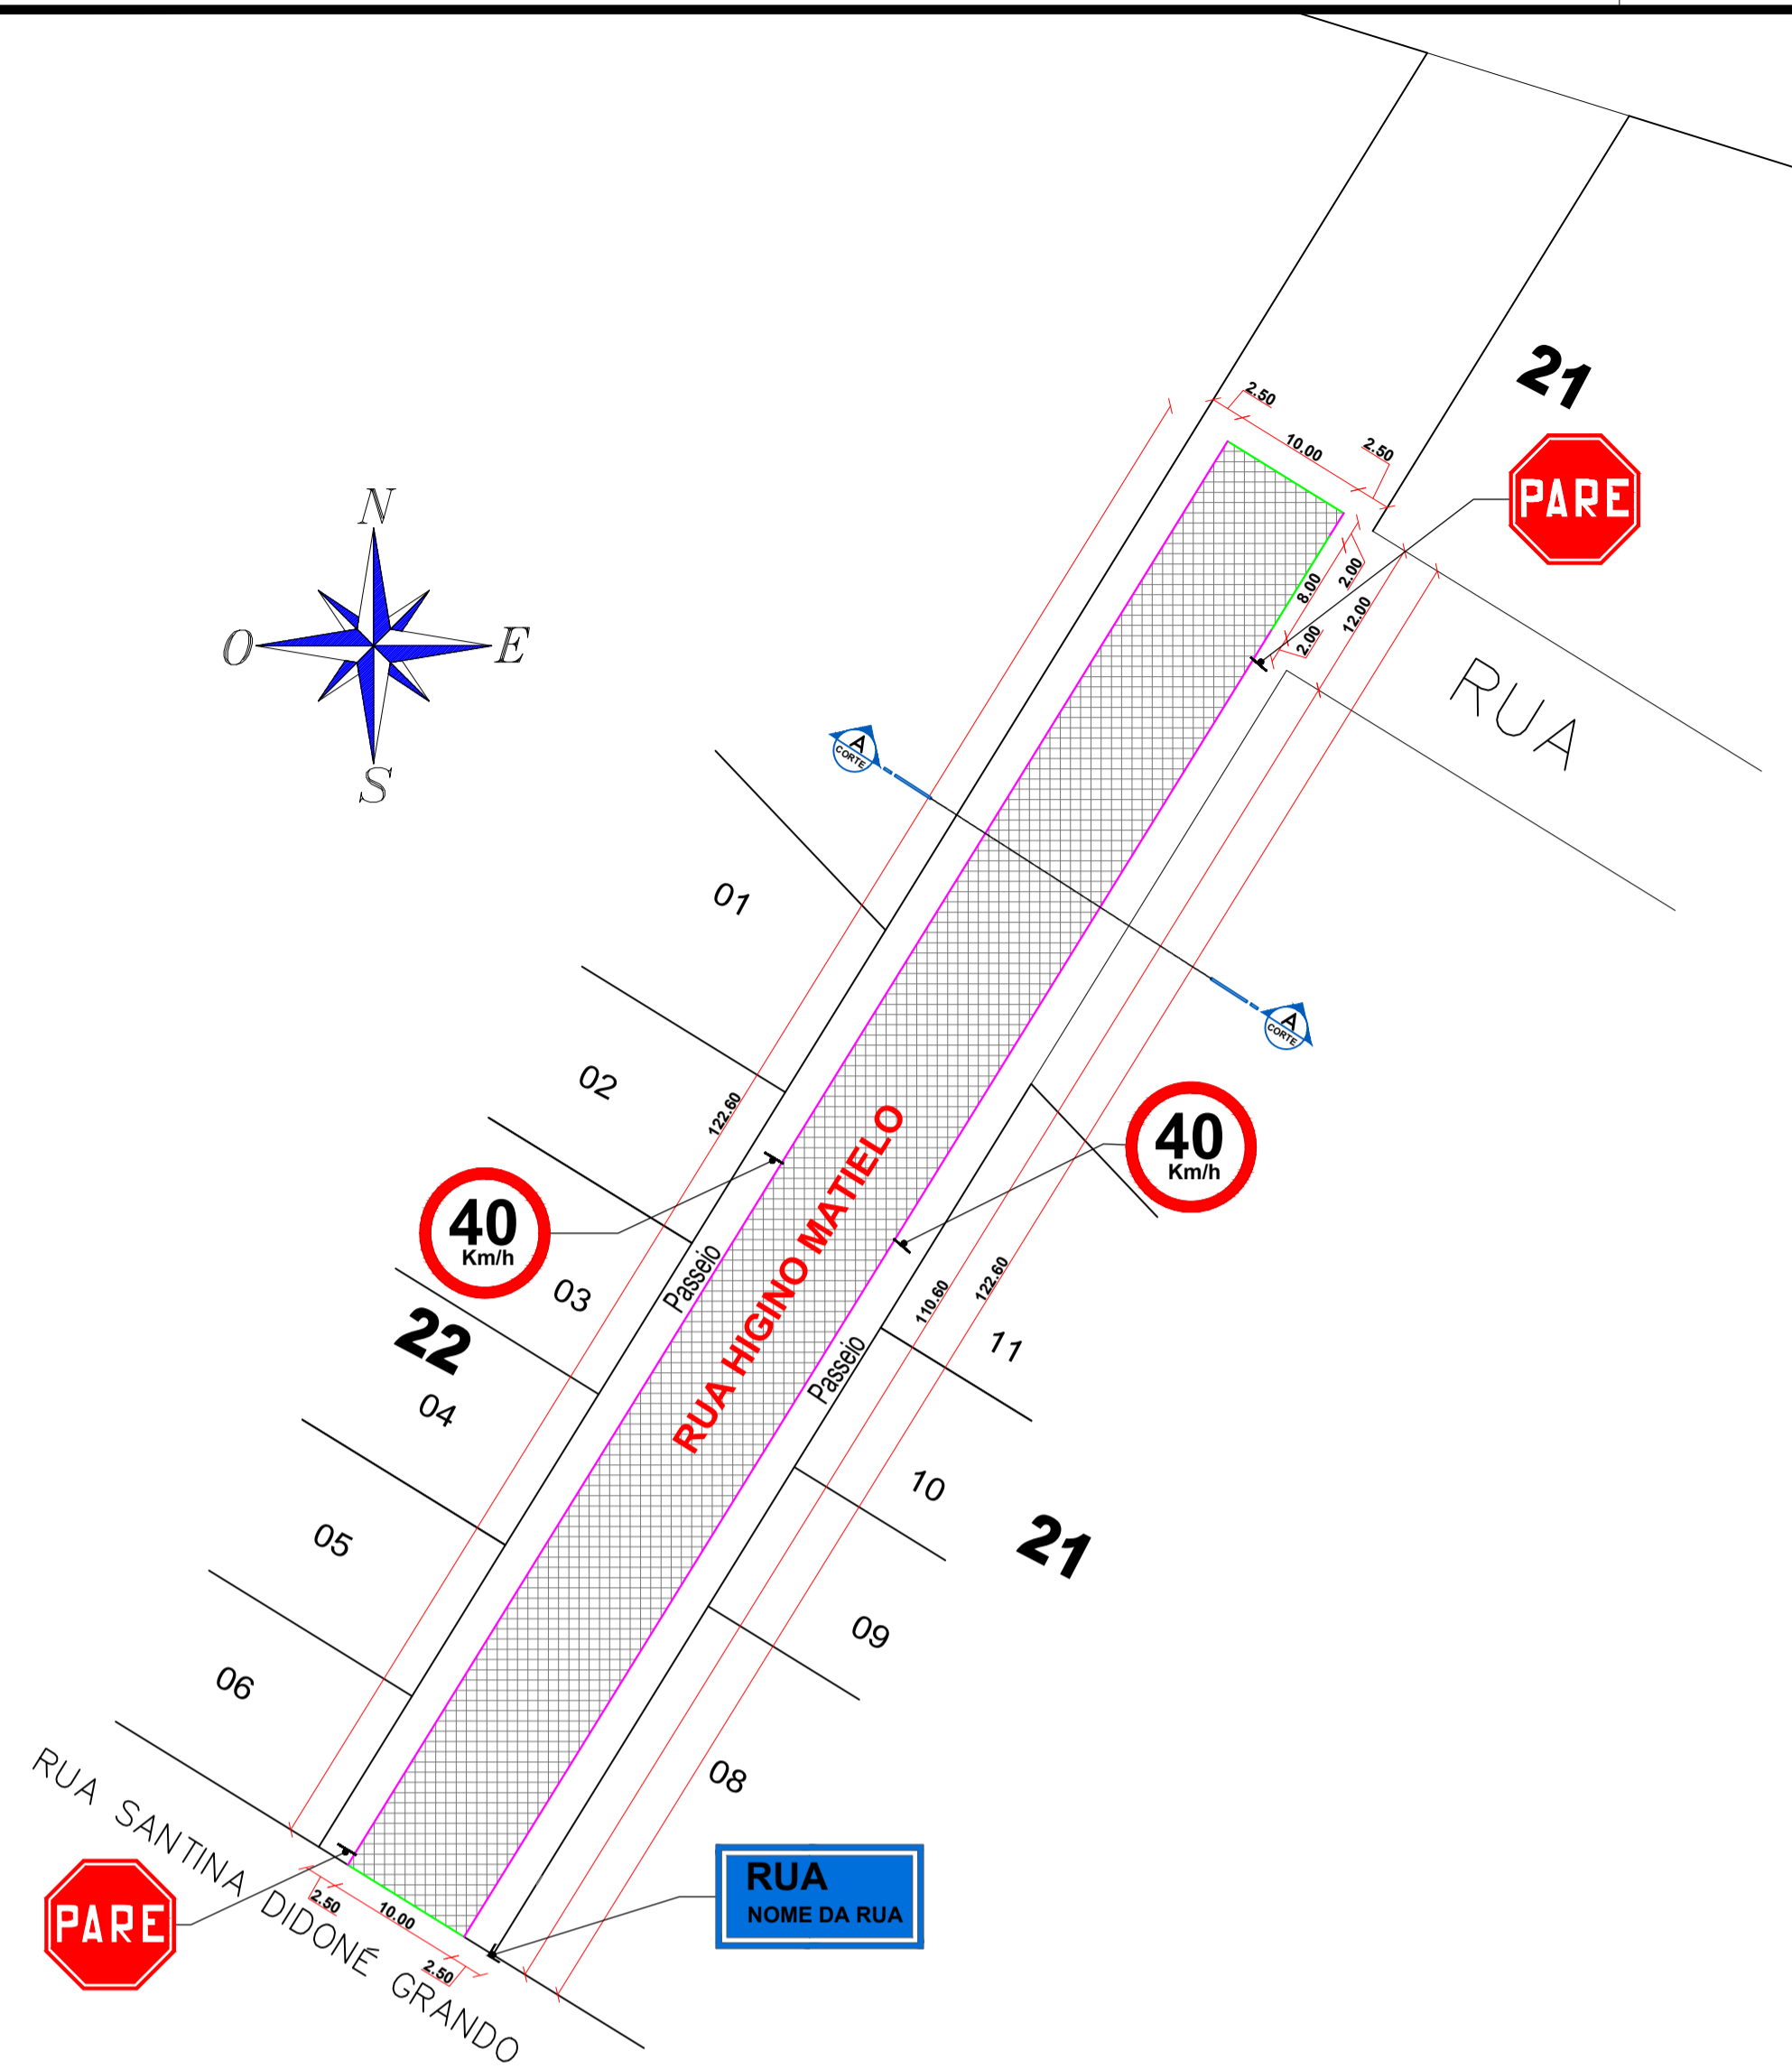 21
2.50
10.00
2.50
PARE
8.00
2.00
12.00
2.00
RUA
N
O
E
S
A
CORTE
01
A
CORTE
02
122.60
40
Km/h
40
Km/h
03
Passeio
RUA HIGINO MATIELO
22
04
Passeio
110.60
122.60
11
10
05
21
09
06
08
RUA SANTINA DIDONÉ GRANDO
PARE
2.50
10.00
2.50
RUA
NOME DA RUA